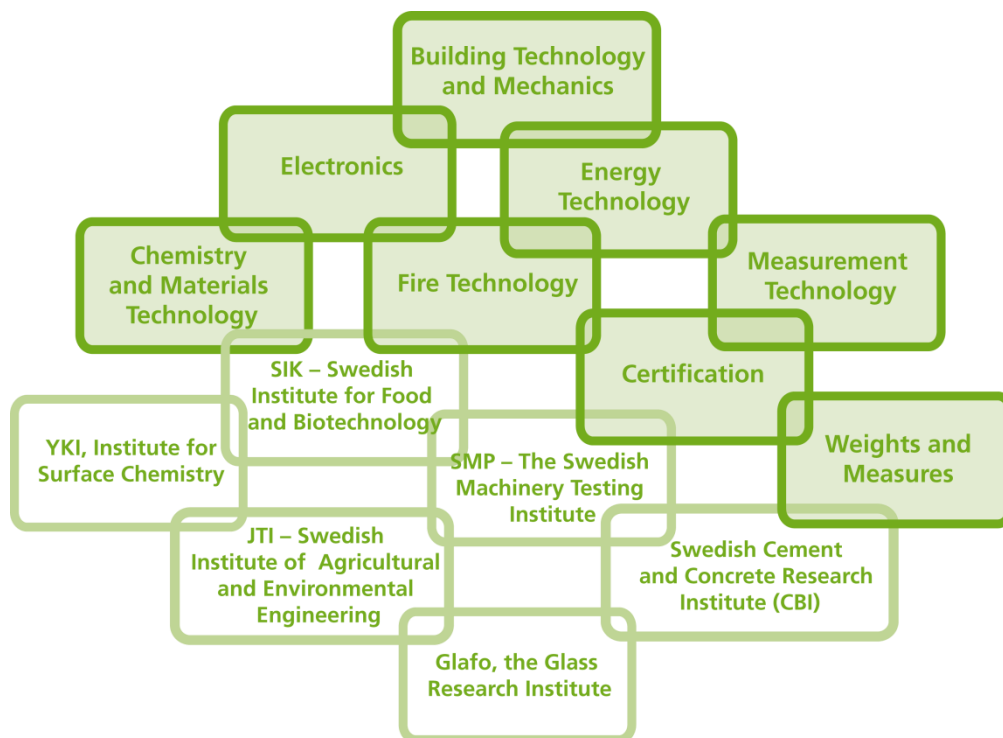 Building Technology
and Mechanics
Electronics
Energy
Technology
Chemistry
and Materials
Technology
Fire Technology
Measurement
Technology
SIK – Swedish
Institute for Food
and Biotechnology
Certification
YKI, Institute for
Surface Chemistry
SMP – The Swedish
Machinery Testing
Institute
Weights and
Measures
JTI – Swedish
Institute of Agricultural
and Environmental
Engineering
Swedish Cement
and Concrete Research
Institute (CBI)
Glafo, the Glass
Research Institute